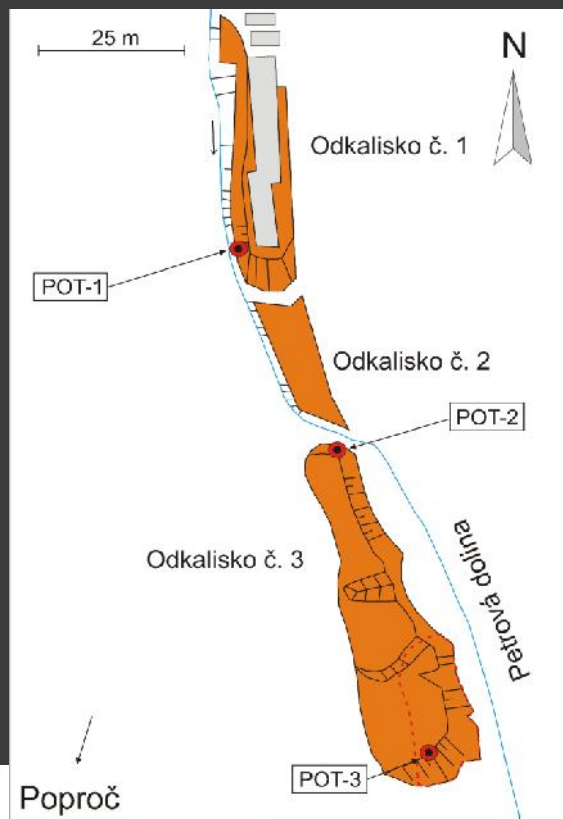 25 m
N
Odkalisko č. 1
POT-1
Odkalisko č. 2
POT-2
Odkalisko č. 3
Petrová dolina
POT-3
Poproč